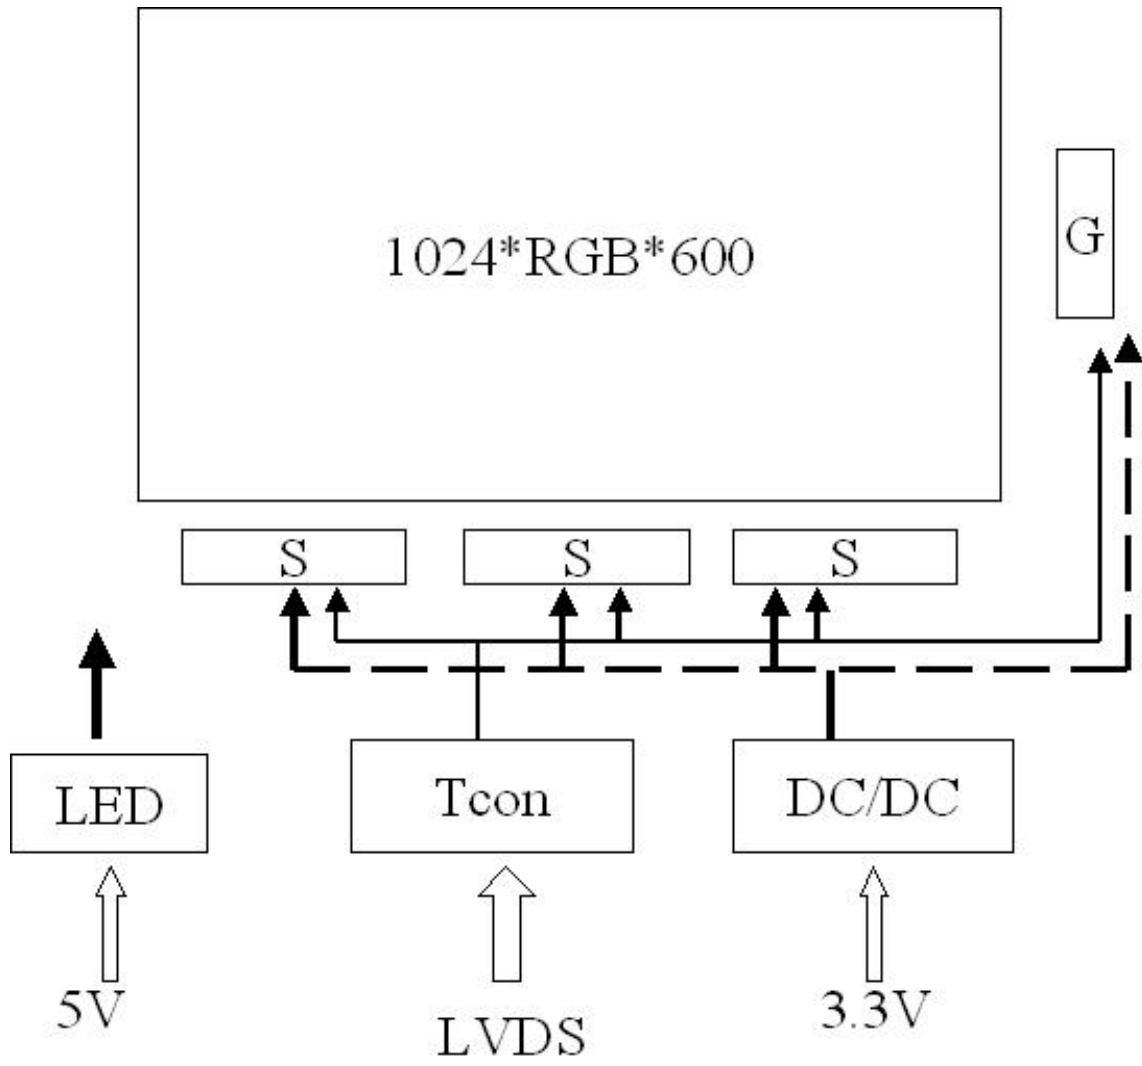 1024*RGB*600
G
S
S
S
LED
Tcon
DC/DC
5V
LVDS
3.3V